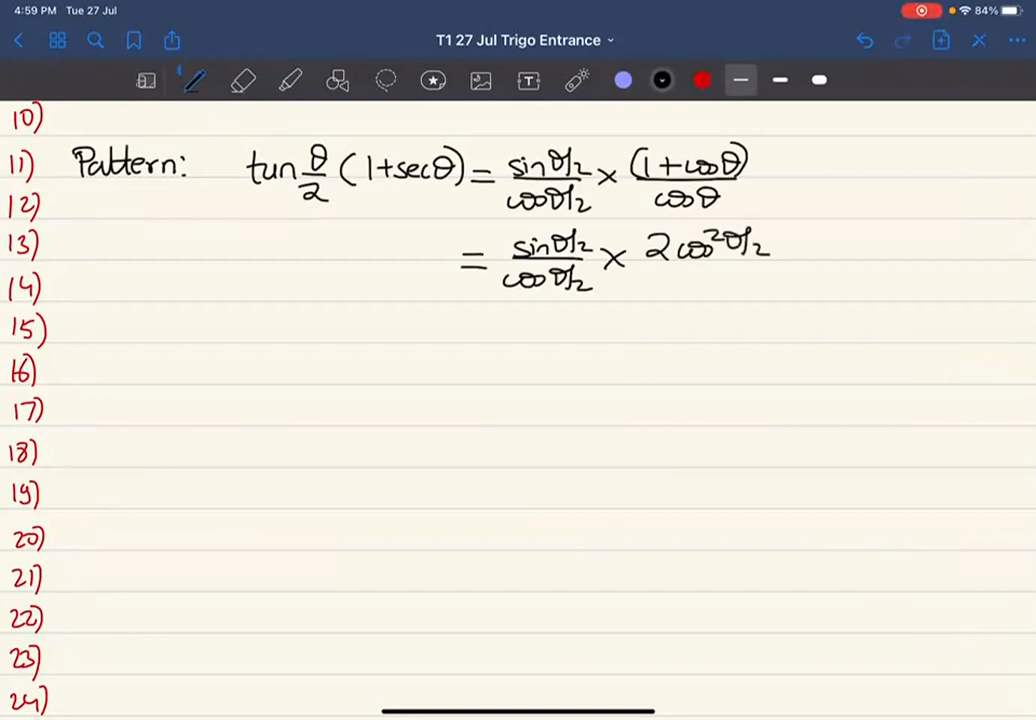 4:59 PM Tue 27 Jul
84%
T1 27 Jul Trigo Entrance
T
10)
11) Pattern: tan θ/2 (1+secθ) = sinθ/2 / cosθ/2 × (1+cosθ) / cosθ
12)
13) = sinθ/2 / cosθ/2 × 2cos²θ/2
14)
15)
16)
17)
18)
19)
20)
21)
22)
23)
24)